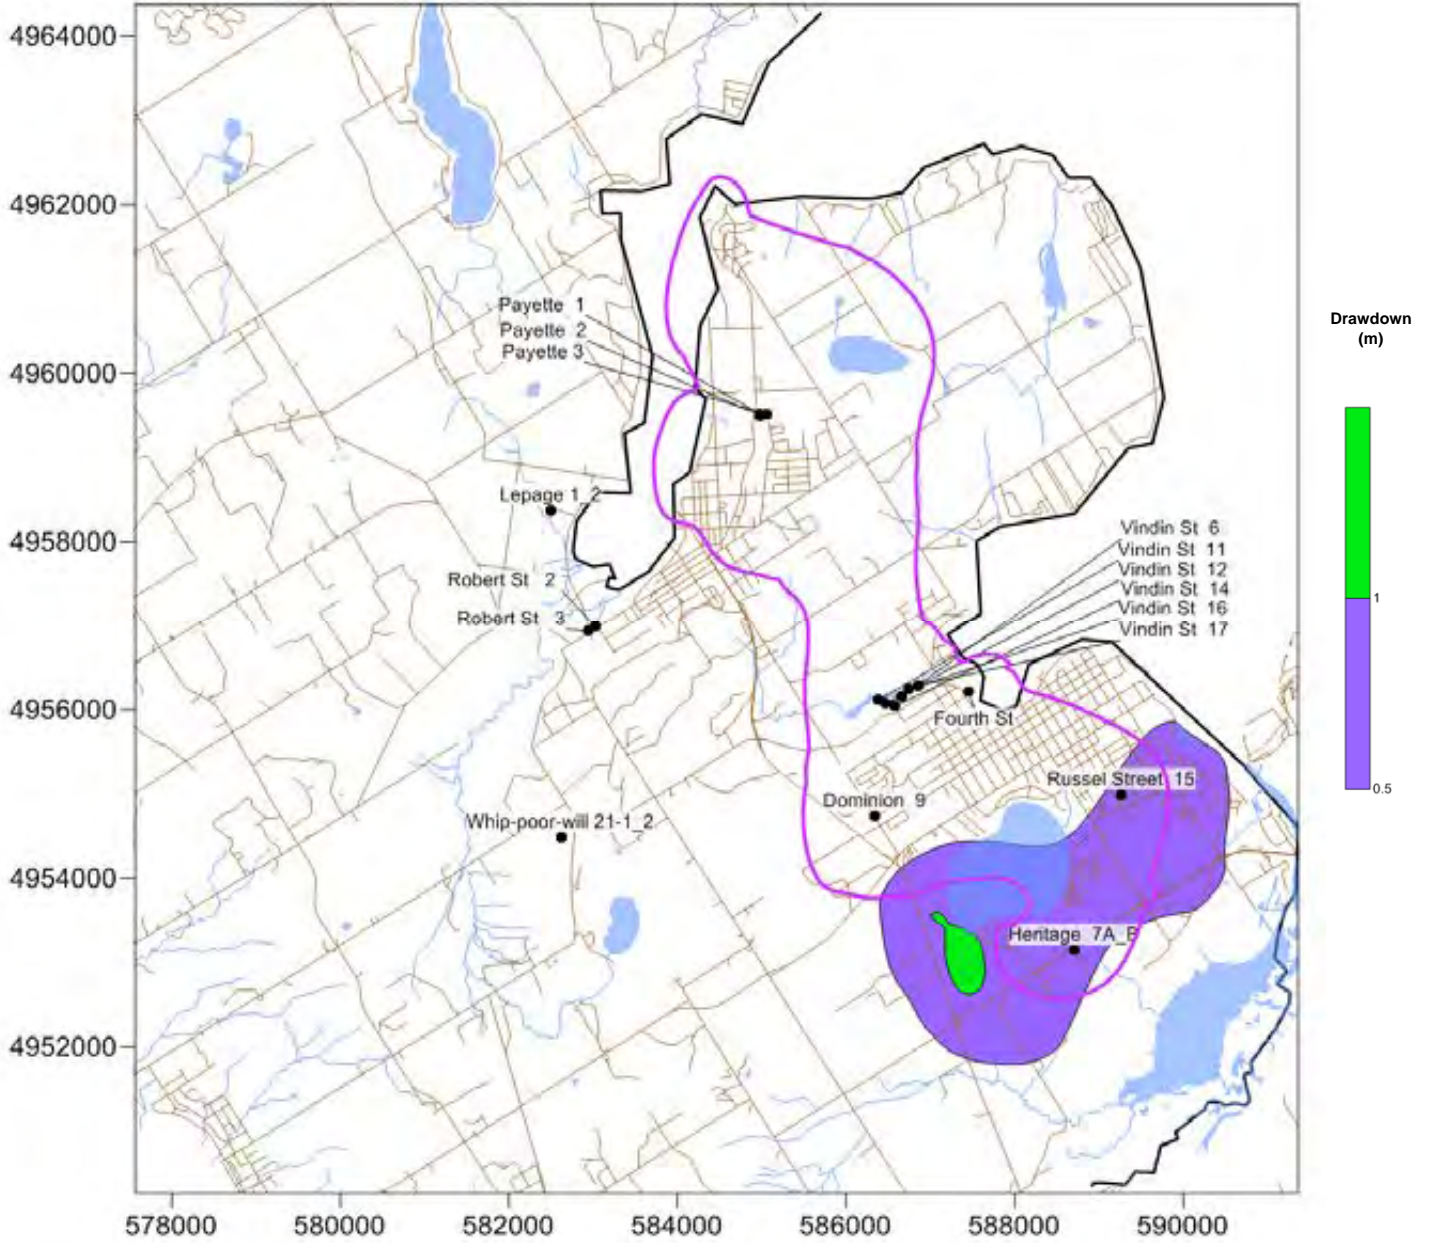 4964000
4962000
4960000
4958000
4956000
4954000
4952000
578000
580000
582000
584000
586000
588000
590000
Payette 1
Payette 2
Payette 3
Lepage 1_2
Robert St 2
Robert St 3
Vindin St 6
Vindin St 11
Vindin St 12
Vindin St 14
Vindin St 16
Vindin St 17
Fourth St
Russel Street 15
Dominion 9
Whip-poor-will 21-1_2
Heritage 7A_B
Drawdown
(m)
1
0.5